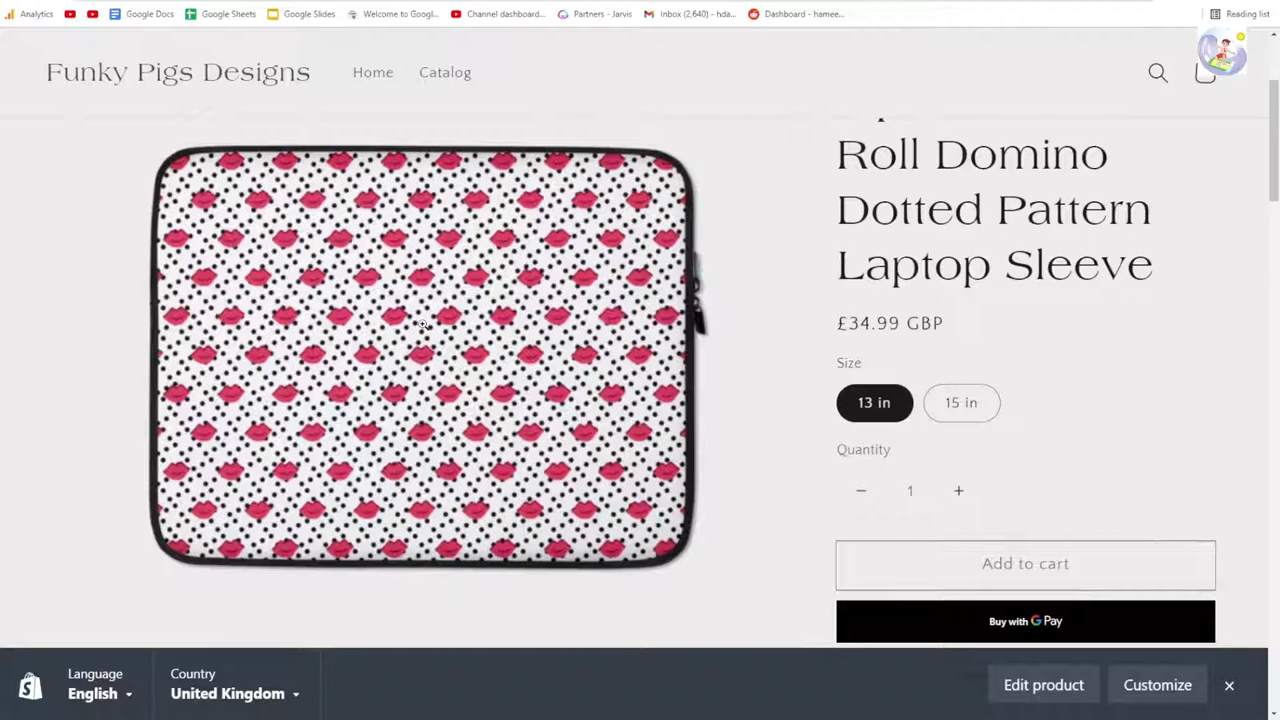 Analytics
Google Docs
Google Sheets
Google Slides
Welcome to Googl...
Channel dashboard...
Partners - Jarvis
Inbox (2,640) - hda...
Dashboard - hamee...
Reading list
Funky Pigs Designs
Home
Catalog
Roll Domino
Dotted Pattern
Laptop Sleeve
£34.99 GBP
Size
13 in
15 in
Quantity
1
Add to cart
Buy with G Pay
Language
English
Country
United Kingdom
Edit product
Customize